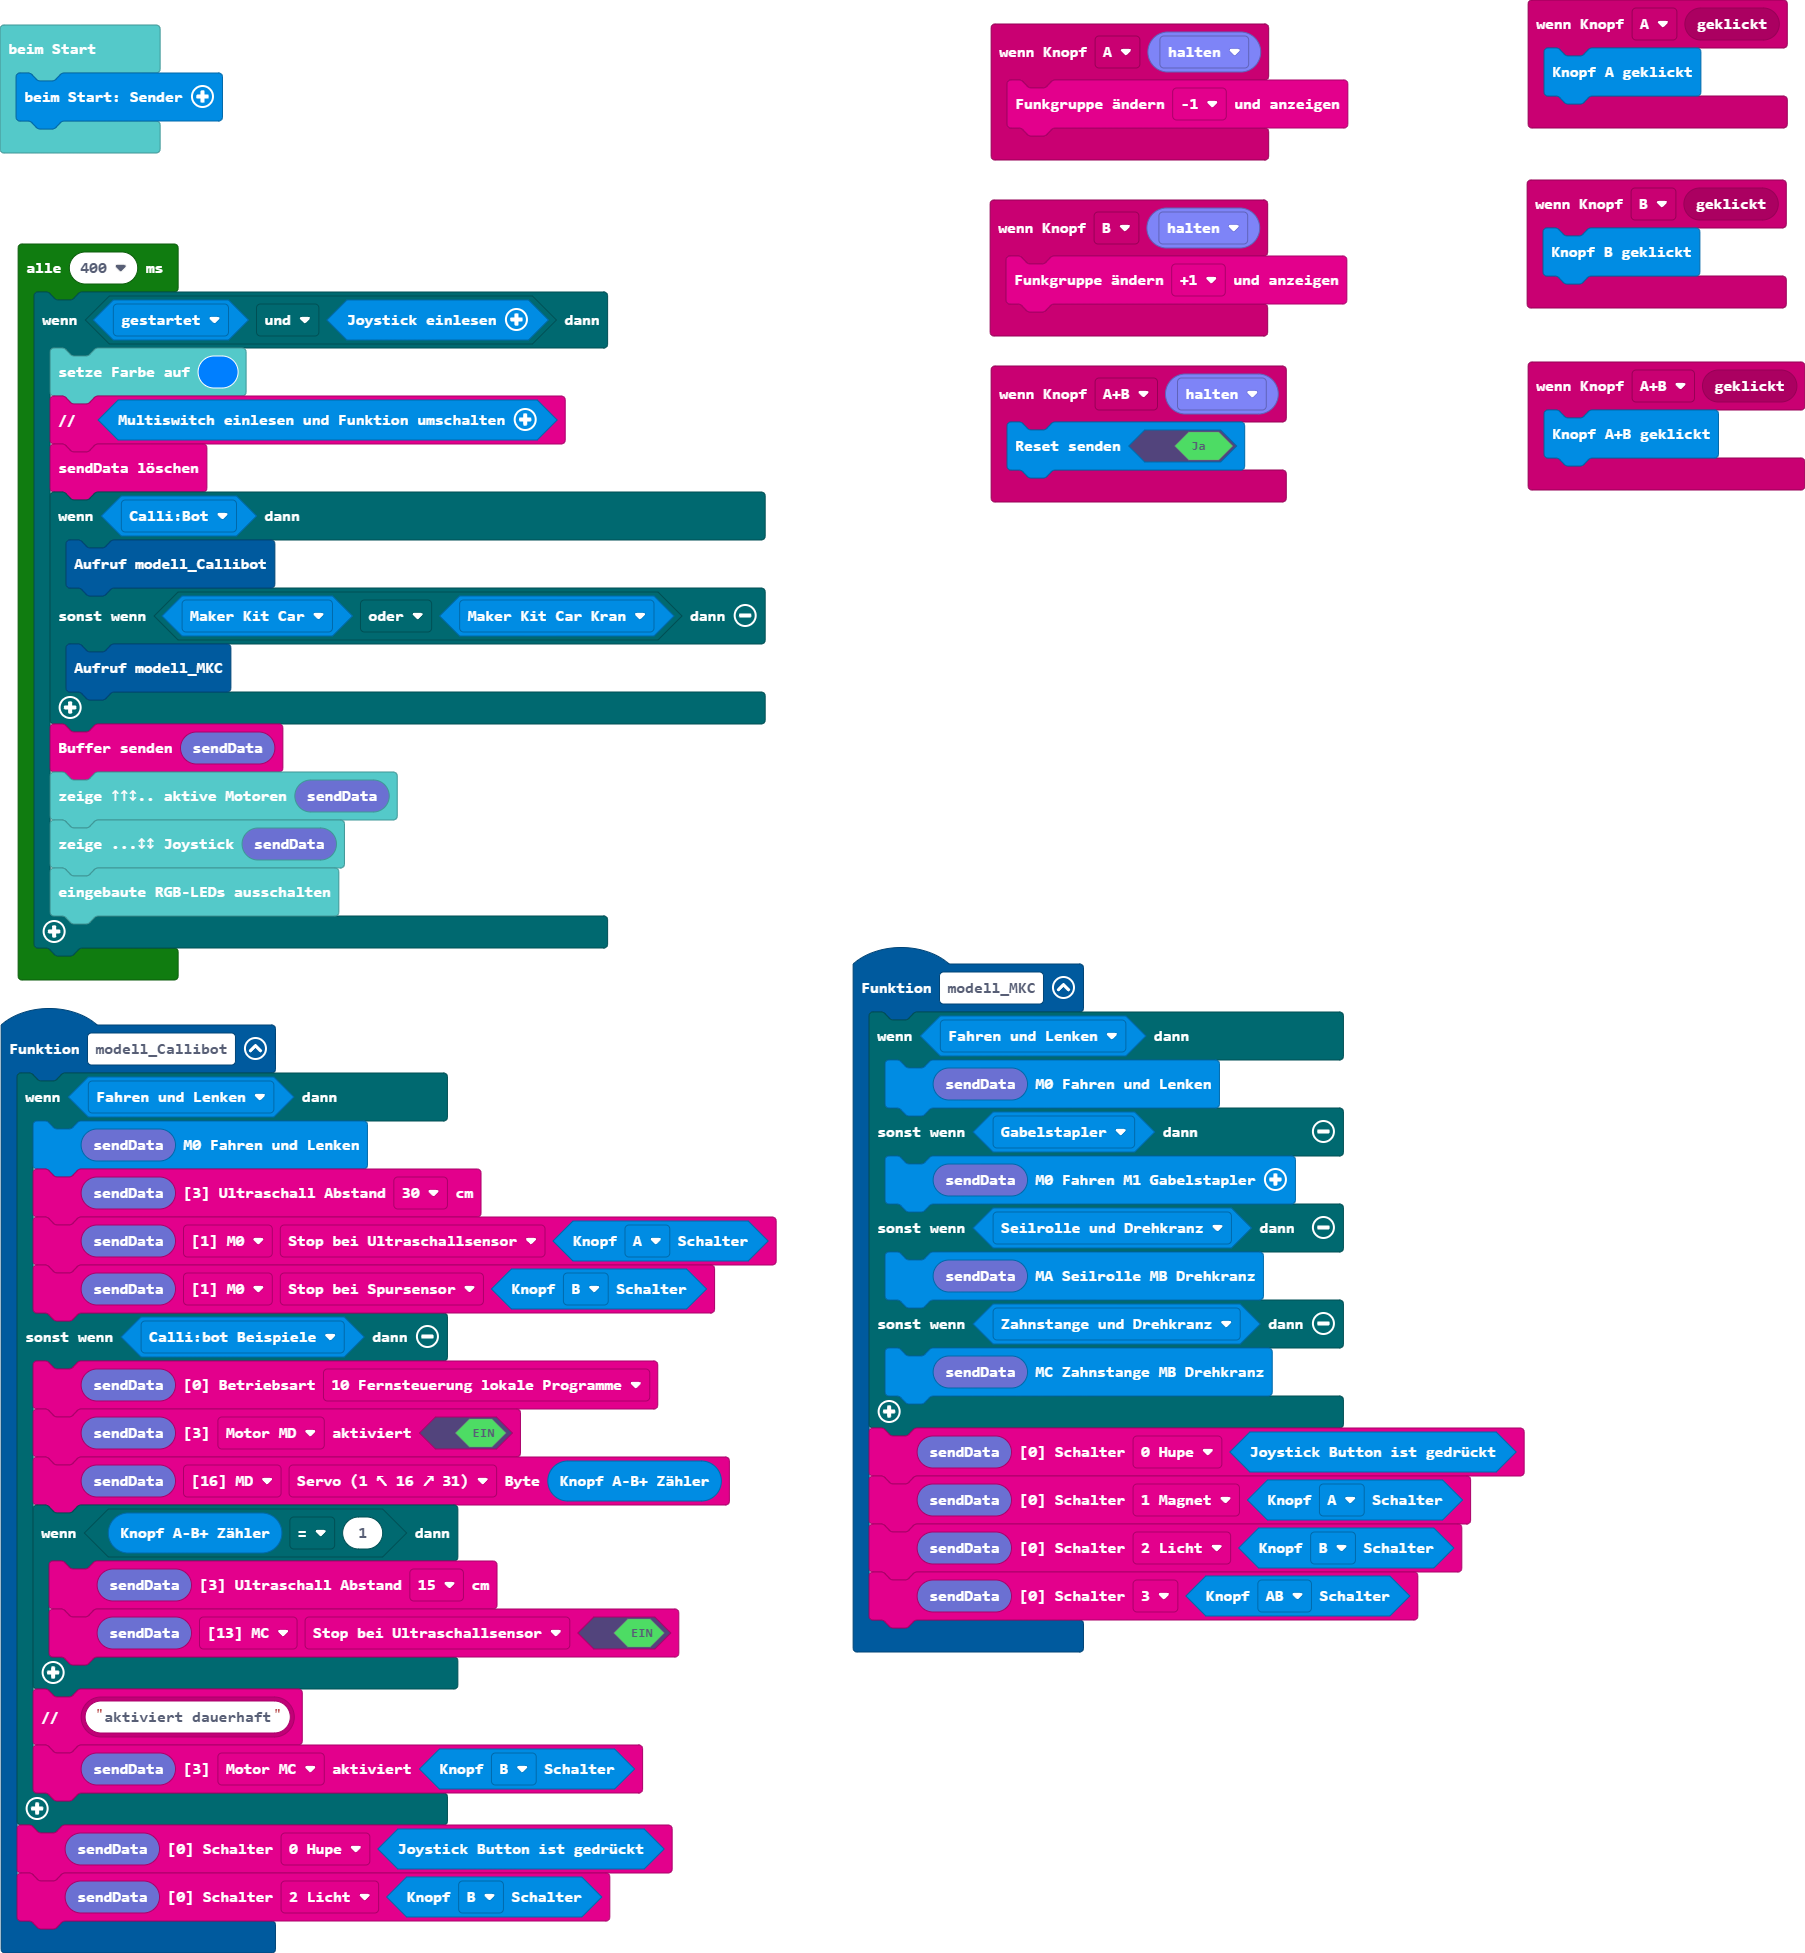 beim Start
beim Start: Sender
alle 400 ms
wenn gestartet und Joystick einlesen dann
setze Farbe auf
// Multiswitch einlesen und Funktion umschalten
sendData löschen
wenn Calli:Bot dann
Aufruf modell_Callibot
sonst wenn Maker Kit Car oder Maker Kit Car Kran dann
Aufruf modell_MKC
Buffer senden sendData
zeige ↑↑↕.. aktive Motoren sendData
zeige ...↕↕ Joystick sendData
eingebaute RGB-LEDs ausschalten
wenn Knopf A halten
Funkgruppe ändern -1 und anzeigen
wenn Knopf B halten
Funkgruppe ändern +1 und anzeigen
wenn Knopf A+B halten
Reset senden Ja
wenn Knopf A geklickt
Knopf A geklickt
wenn Knopf B geklickt
Knopf B geklickt
wenn Knopf A+B geklickt
Knopf A+B geklickt
Funktion modell_Callibot
wenn Fahren und Lenken dann
sendData M0 Fahren und Lenken
sendData [3] Ultraschall Abstand 30 cm
sendData [1] M0 Stop bei Ultraschallsensor Knopf A Schalter
sendData [1] M0 Stop bei Spursensor Knopf B Schalter
sonst wenn Calli:bot Beispiele dann
sendData [0] Betriebsart 10 Fernsteuerung lokale Programme
sendData [3] Motor MD aktiviert EIN
sendData [16] MD Servo (1 ↖ 16 ↗ 31) Byte Knopf A-B+ Zähler
wenn Knopf A-B+ Zähler = 1 dann
sendData [3] Ultraschall Abstand 15 cm
sendData [13] MC Stop bei Ultraschallsensor EIN
// "aktiviert dauerhaft"
sendData [3] Motor MC aktiviert Knopf B Schalter
sendData [0] Schalter 0 Hupe Joystick Button ist gedrückt
sendData [0] Schalter 2 Licht Knopf B Schalter
Funktion modell_MKC
wenn Fahren und Lenken dann
sendData M0 Fahren und Lenken
sonst wenn Gabelstapler dann
sendData M0 Fahren M1 Gabelstapler
sonst wenn Seilrolle und Drehkranz dann
sendData MA Seilrolle MB Drehkranz
sonst wenn Zahnstange und Drehkranz dann
sendData MC Zahnstange MB Drehkranz
sendData [0] Schalter 0 Hupe Joystick Button ist gedrückt
sendData [0] Schalter 1 Magnet Knopf A Schalter
sendData [0] Schalter 2 Licht Knopf B Schalter
sendData [0] Schalter 3 Knopf AB Schalter